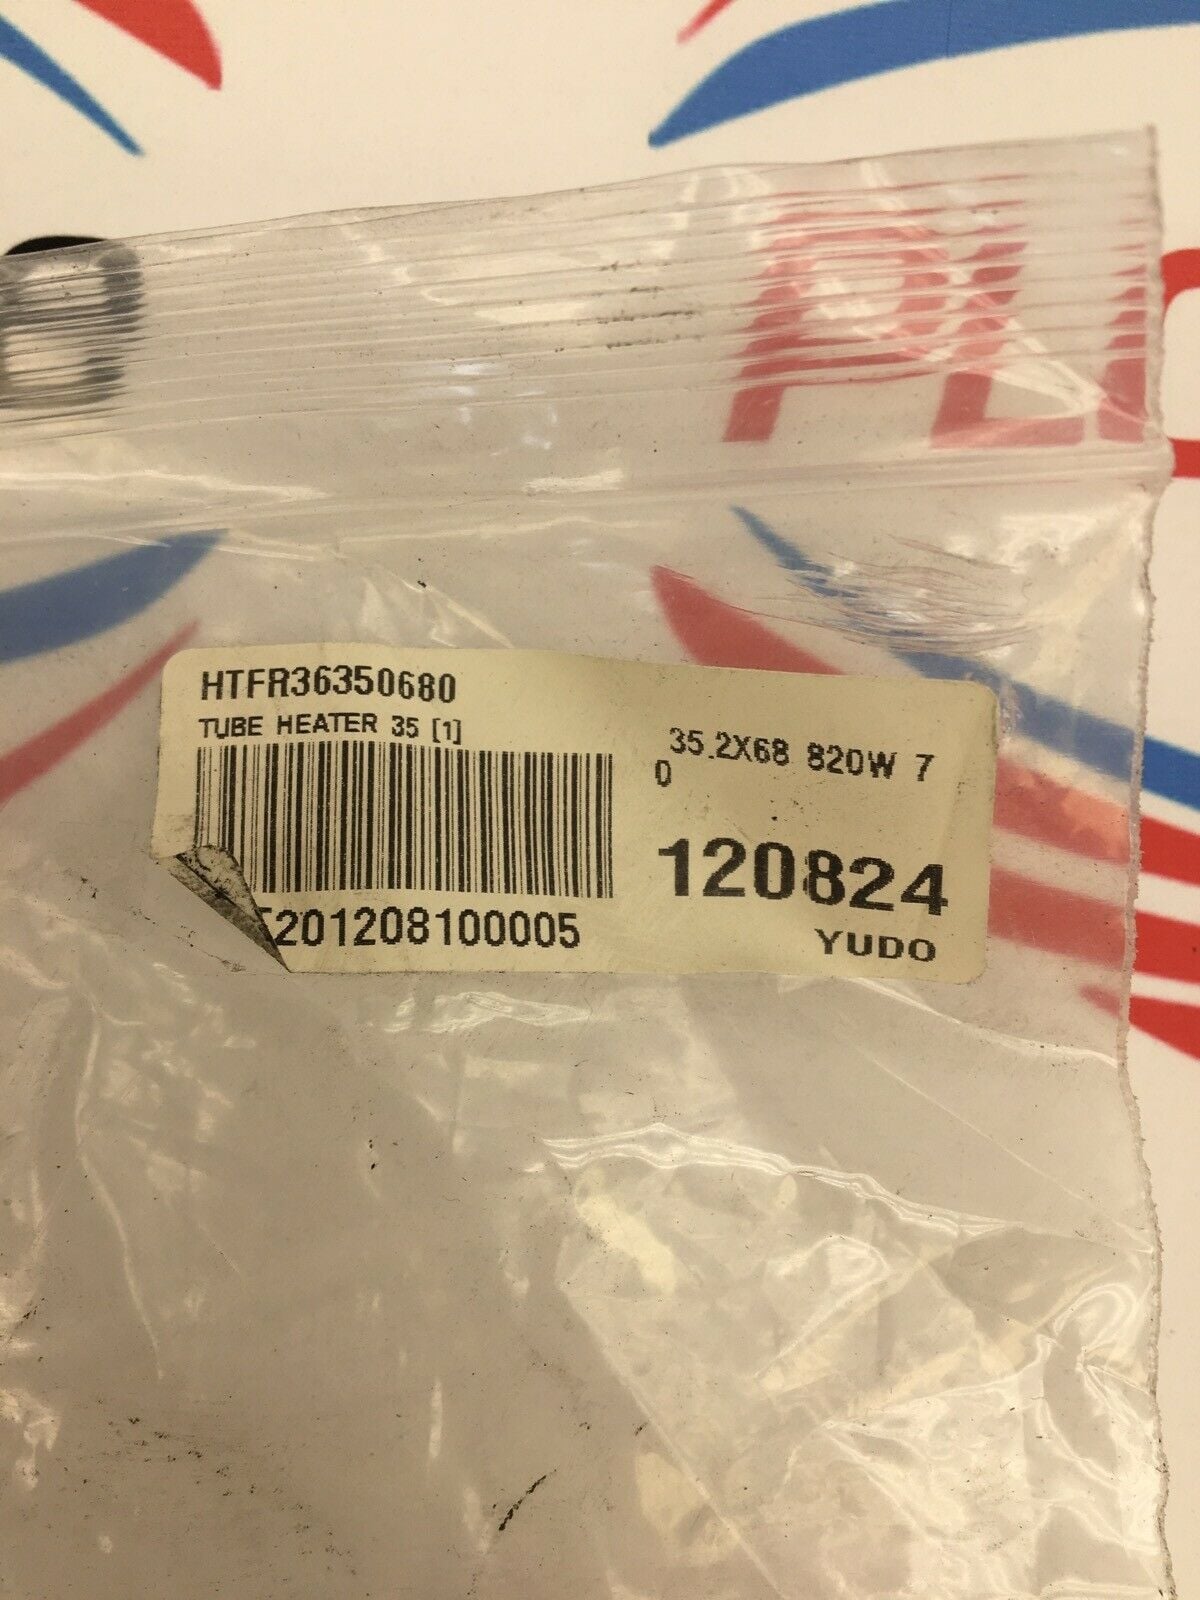 HTFR36350680
TUBE HEATER 35 [1]
35.2X68 820W 7
0
120824
201208100005
YUDO